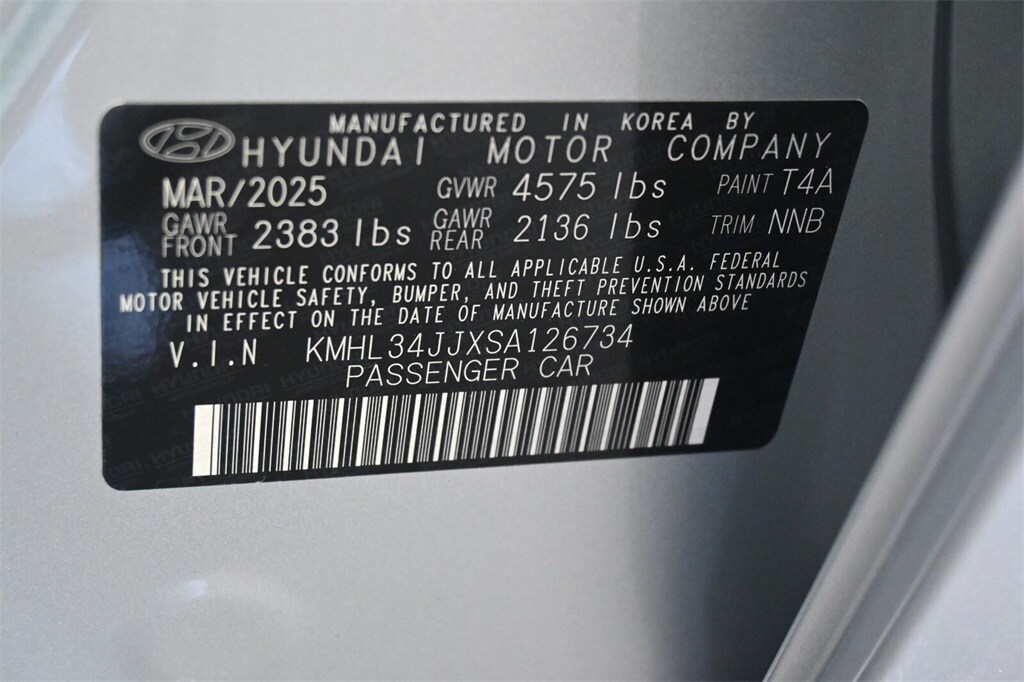 MANUFACTURED IN KOREA BY
HYUNDAI MOTOR COMPANY
MAR/2025 GVWR 4575 lbs PAINT T4A
GAWR FRONT 2383 lbs GAWR REAR 2136 lbs TRIM NNB
THIS VEHICLE CONFORMS TO ALL APPLICABLE U.S.A. FEDERAL
MOTOR VEHICLE SAFETY, BUMPER, AND THEFT PREVENTION STANDARDS
IN EFFECT ON THE DATE OF MANUFACTURE SHOWN ABOVE
V.I.N KMHL34JJXSA126734
PASSENGER CAR